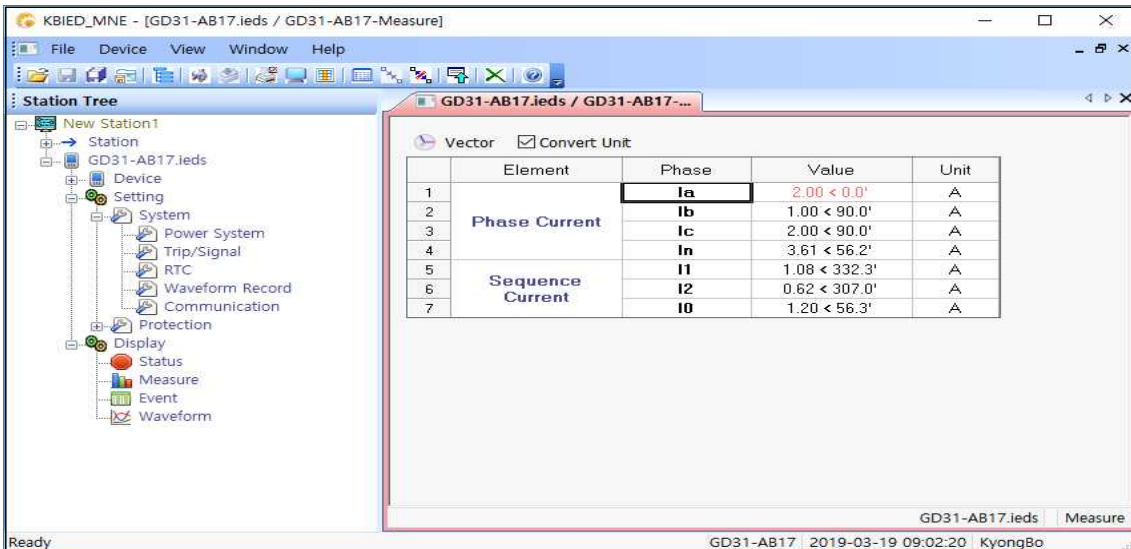 KBIED_MNE - [GD31-AB17.ieds / GD31-AB17-Measure]
File Device View Window Help
Station Tree
GD31-AB17.ieds / GD31-AB17-...
New Station1
Station
GD31-AB17.ieds
Device
Setting
System
Power System
Trip/Signal
RTC
Waveform Record
Communication
Protection
Display
Status
Measure
Event
Waveform
Vector Convert Unit
Element Phase Value Unit
1 Phase Current Ia 2.00 < 0.0' A
2 Ib 1.00 < 90.0' A
3 Ic 2.00 < 90.0' A
4 In 3.61 < 56.2' A
5 Sequence Current I1 1.08 < 332.3' A
6 I2 0.62 < 307.0' A
7 I0 1.20 < 56.3' A
GD31-AB17.ieds Measure
Ready GD31-AB17 2019-03-19 09:02:20 KyongBo